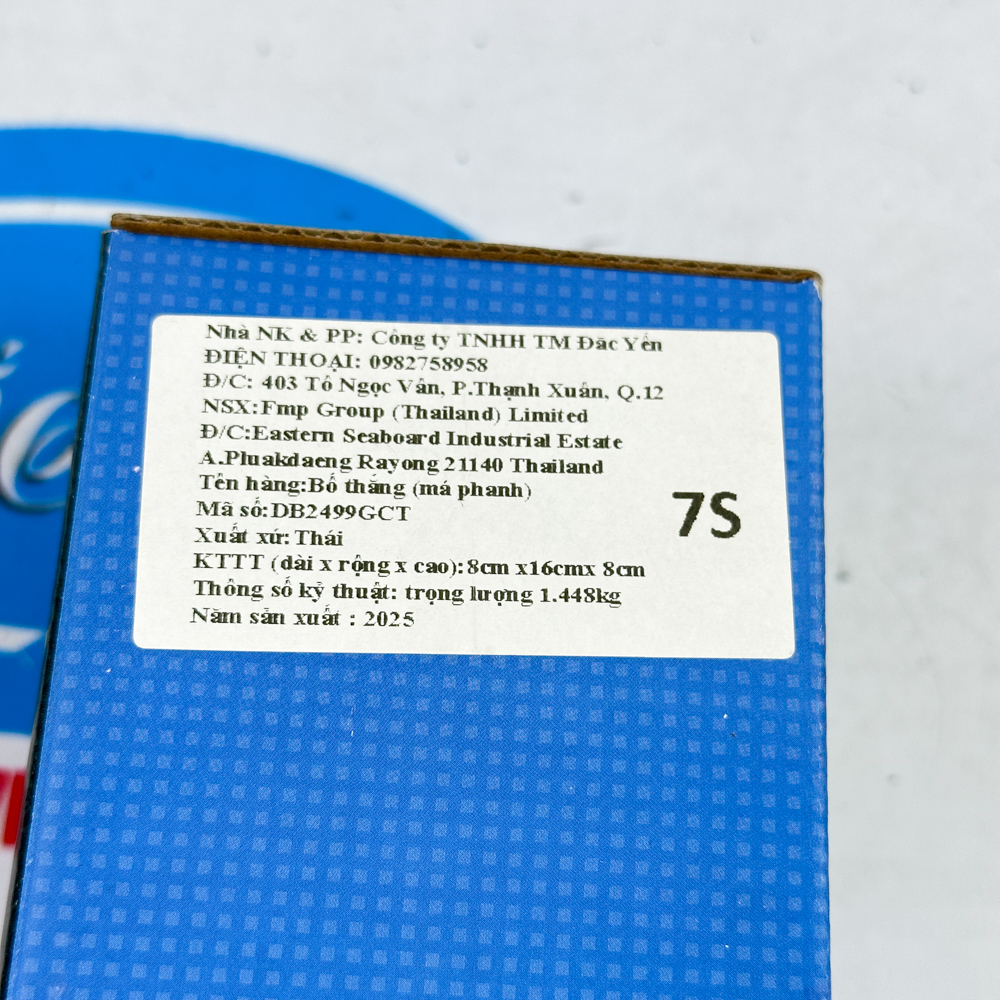 Nhà NK & PP: Công ty TNHH TM Đăc Yến
ĐIỆN THOẠI: 0982758958
Đ/C: 403 Tô Ngọc Vân, P.Thạnh Xuân, Q.12
NSX:Fmp Group (Thailand) Limited
Đ/C:Eastern Seaboard Industrial Estate
A.Pluakdaeng Rayong 21140 Thailand
Tên hàng:Bố thắng (má phanh)
Mã số:DB2499GCT
7S
Xuất xứ: Thái
KTTT (dài x rộng x cao):8cm x16cmx 8cm
Thông số kỷ thuật: trọng lượng 1.448kg
Năm sản xuất : 2025